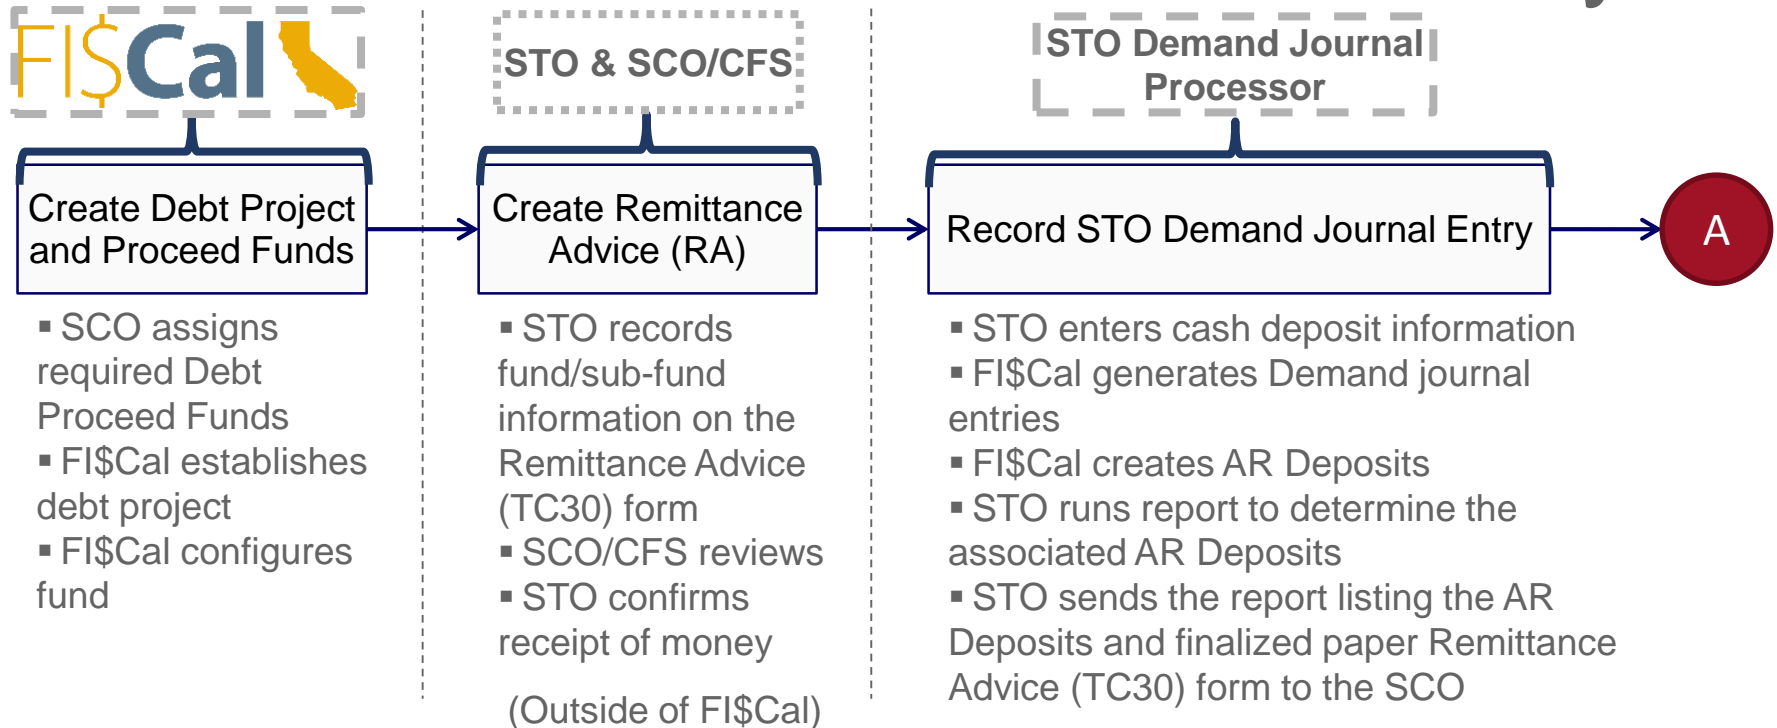 FI$Cal
STO & SCO/CFS
STO Demand Journal
Processor
Create Debt Project
and Proceed Funds
Create Remittance
Advice (RA)
Record STO Demand Journal Entry
A
▪ SCO assigns
required Debt
Proceed Funds
▪ FI$Cal establishes
debt project
▪ FI$Cal configures
fund
▪ STO records
fund/sub-fund
information on the
Remittance Advice
(TC30) form
▪ SCO/CFS reviews
▪ STO confirms
receipt of money
(Outside of FI$Cal)
▪ STO enters cash deposit information
▪ FI$Cal generates Demand journal
entries
▪ FI$Cal creates AR Deposits
▪ STO runs report to determine the
associated AR Deposits
▪ STO sends the report listing the AR
Deposits and finalized paper Remittance
Advice (TC30) form to the SCO